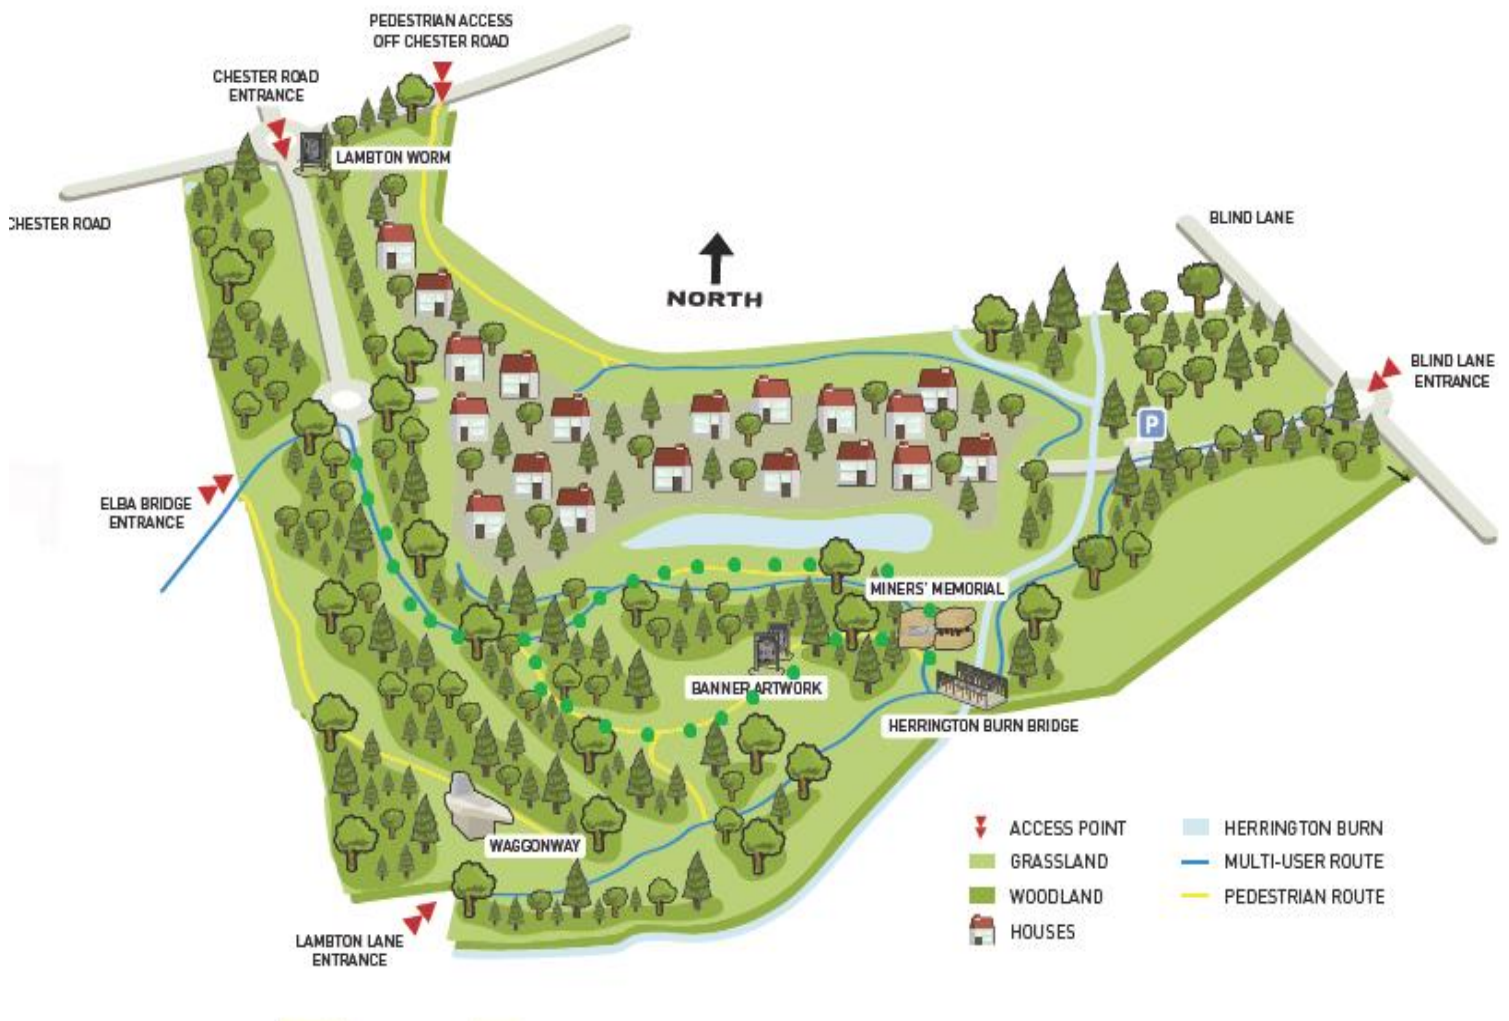 PEDESTRIAN ACCESS
OFF CHESTER ROAD
CHESTER ROAD
ENTRANCE
LAMBTON WORM
CHESTER ROAD
BLIND LANE
NORTH
BLIND LANE
ENTRANCE
P
ELBA BRIDGE
ENTRANCE
MINERS' MEMORIAL
BANNER ARTWORK
HERRINGTON BURN BRIDGE
WAGGONWAY
LAMBTON LANE
ENTRANCE
ACCESS POINT
GRASSLAND
WOODLAND
HOUSES
HERRINGTON BURN
MULTI-USER ROUTE
PEDESTRIAN ROUTE